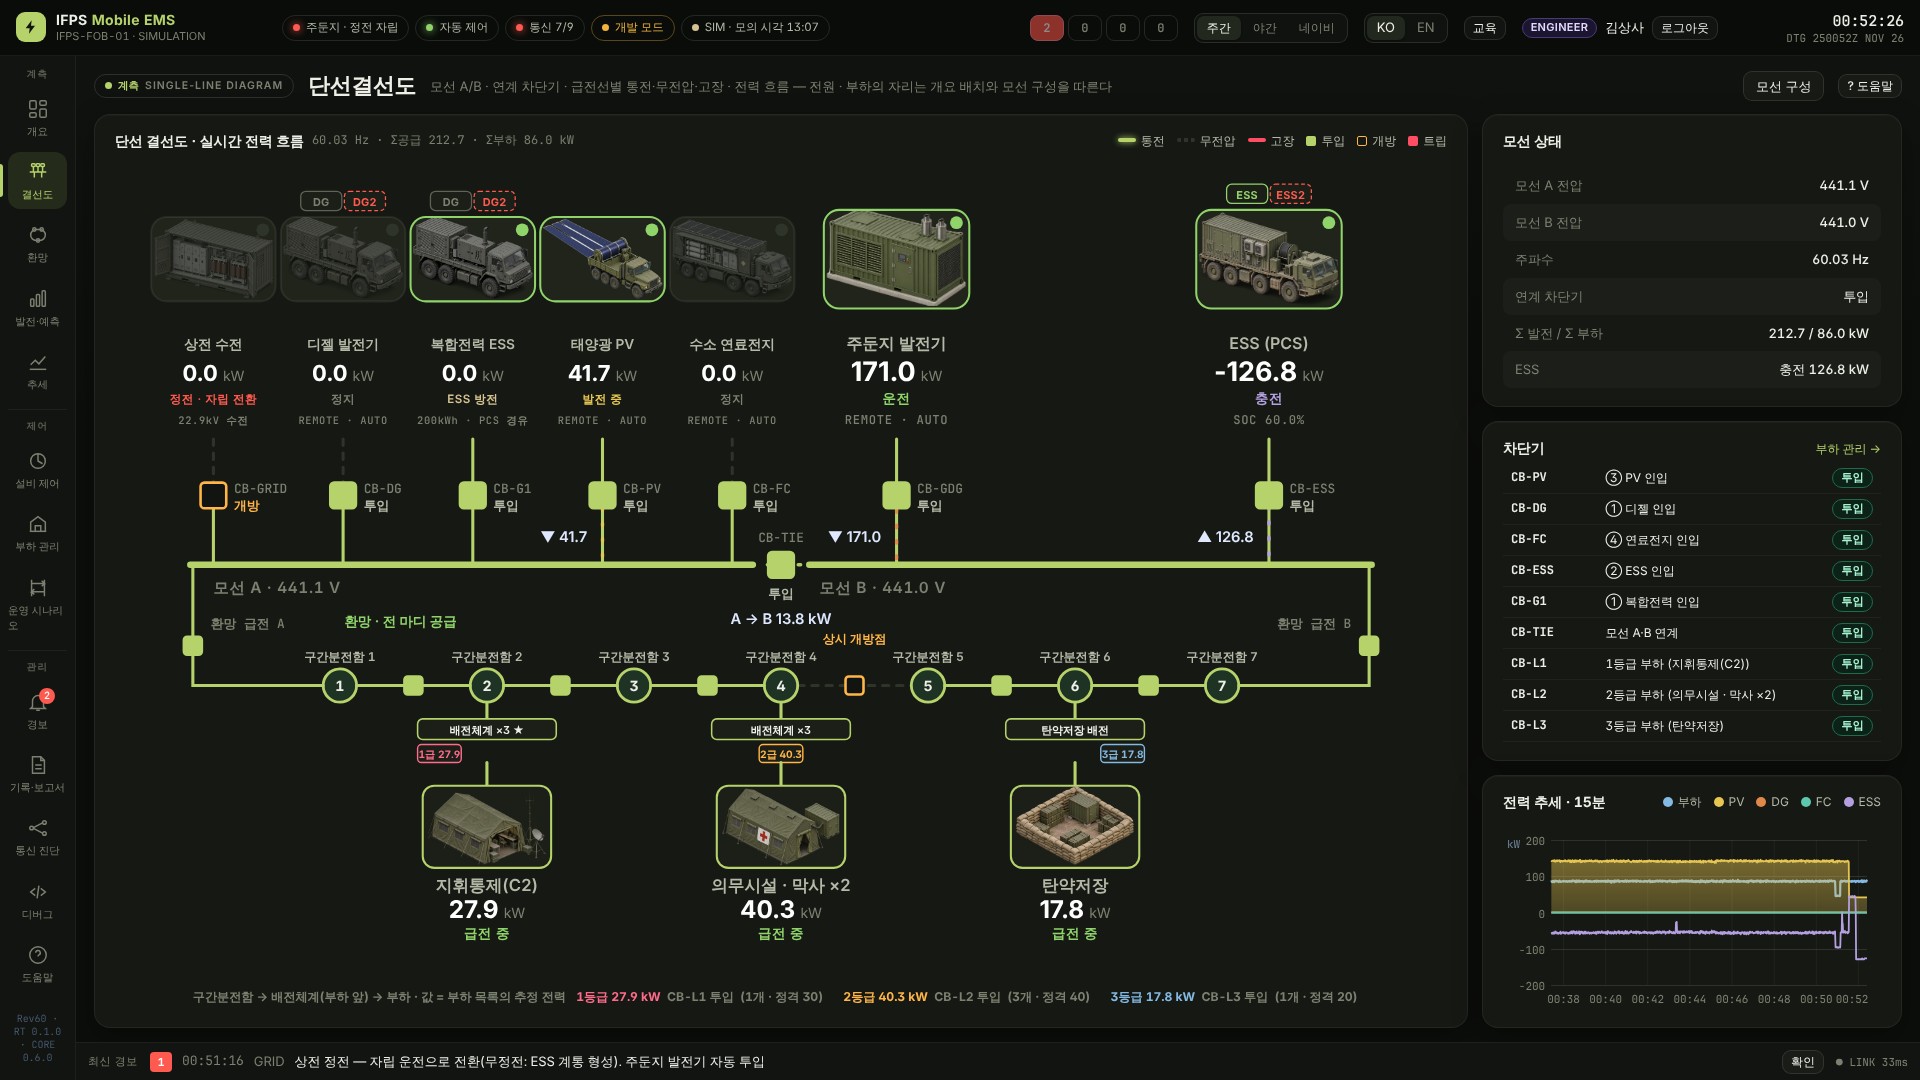 IFPS Mobile EMS
IFPS-FOB-01 · SIMULATION
주둔지 · 정전 자립
자동 제어
통신 7/9
개발 모드
SIM · 모의 시각 13:07
2 0 0 0
주간 야간 네이비
KO EN
교육
ENGINEER 김상사 로그아웃
00:52:26
DTG 250052Z NOV 26
계측
개요
결선도
환망
발전·예측
추세
제어
설비 제어
부하 관리
운영 시나리
오
관리
2
경보
기록·보고서
통신 진단
디버그
도움말
Rev60 ·
RT 0.1.0
· CORE
0.6.0
계측 SINGLE-LINE DIAGRAM
단선결선도
모선 A/B · 연계 차단기 · 급전선별 통전·무전압·고장 · 전력 흐름 — 전원 · 부하의 자리는 개요 배치와 모선 구성을 따른다
모선 구성
? 도움말
단선 결선도 · 실시간 전력 흐름 60.03 Hz · Σ공급 212.7 · Σ부하 86.0 kW
통전 무전압 고장 투입 개방 트립
DG DG2
DG DG2
ESS ESS2
상전 수전
0.0 kW
정전 · 자립 전환
22.9kV 수전
디젤 발전기
0.0 kW
정지
REMOTE · AUTO
복합전력 ESS
0.0 kW
ESS 방전
200kWh · PCS 경유
태양광 PV
41.7 kW
발전 중
REMOTE · AUTO
수소 연료전지
0.0 kW
정지
REMOTE · AUTO
주둔지 발전기
171.0 kW
운전
REMOTE · AUTO
ESS (PCS)
-126.8 kW
충전
SOC 60.0%
CB-GRID
개방
CB-DG
투입
CB-G1
투입
CB-PV
투입
CB-FC
투입
CB-GDG
투입
CB-ESS
투입
▼ 41.7
CB-TIE
▼ 171.0
▲ 126.8
모선 A · 441.1 V
투입
모선 B · 441.0 V
환망 급전 A
환망 · 전 마디 공급
A → B 13.8 kW
상시 개방점
환망 급전 B
구간분전함 1
구간분전함 2
구간분전함 3
구간분전함 4
구간분전함 5
구간분전함 6
구간분전함 7
1 2 3 4 5 6 7
배전체계 ×3 ★
1급 27.9
배전체계 ×3
2급 40.3
탄약저장 배전
3급 17.8
지휘통제(C2)
27.9 kW
급전 중
의무시설 · 막사 ×2
40.3 kW
급전 중
탄약저장
17.8 kW
급전 중
구간분전함 → 배전체계(부하 앞) → 부하 · 값 = 부하 목록의 추정 전력 1등급 27.9 kW CB-L1 투입 (1개 · 정격 30) 2등급 40.3 kW CB-L2 투입 (3개 · 정격 40) 3등급 17.8 kW CB-L3 투입 (1개 · 정격 20)
모선 상태
모선 A 전압 441.1 V
모선 B 전압 441.0 V
주파수 60.03 Hz
연계 차단기 투입
Σ 발전 / Σ 부하 212.7 / 86.0 kW
ESS 충전 126.8 kW
차단기 부하 관리 →
CB-PV ③ PV 인입 투입
CB-DG ① 디젤 인입 투입
CB-FC ④ 연료전지 인입 투입
CB-ESS ② ESS 인입 투입
CB-G1 ① 복합전력 인입 투입
CB-TIE 모선 A·B 연계 투입
CB-L1 1등급 부하 (지휘통제(C2)) 투입
CB-L2 2등급 부하 (의무시설 · 막사 ×2) 투입
CB-L3 3등급 부하 (탄약저장) 투입
전력 추세 · 15분
부하 PV DG FC ESS
kW 200
100
0
-100
-200
00:38 00:40 00:42 00:44 00:46 00:48 00:50 00:52
최신 경보 1 00:51:16 GRID 상전 정전 — 자립 운전으로 전환(무정전: ESS 계통 형성). 주둔지 발전기 자동 투입
확인
LINK 33ms